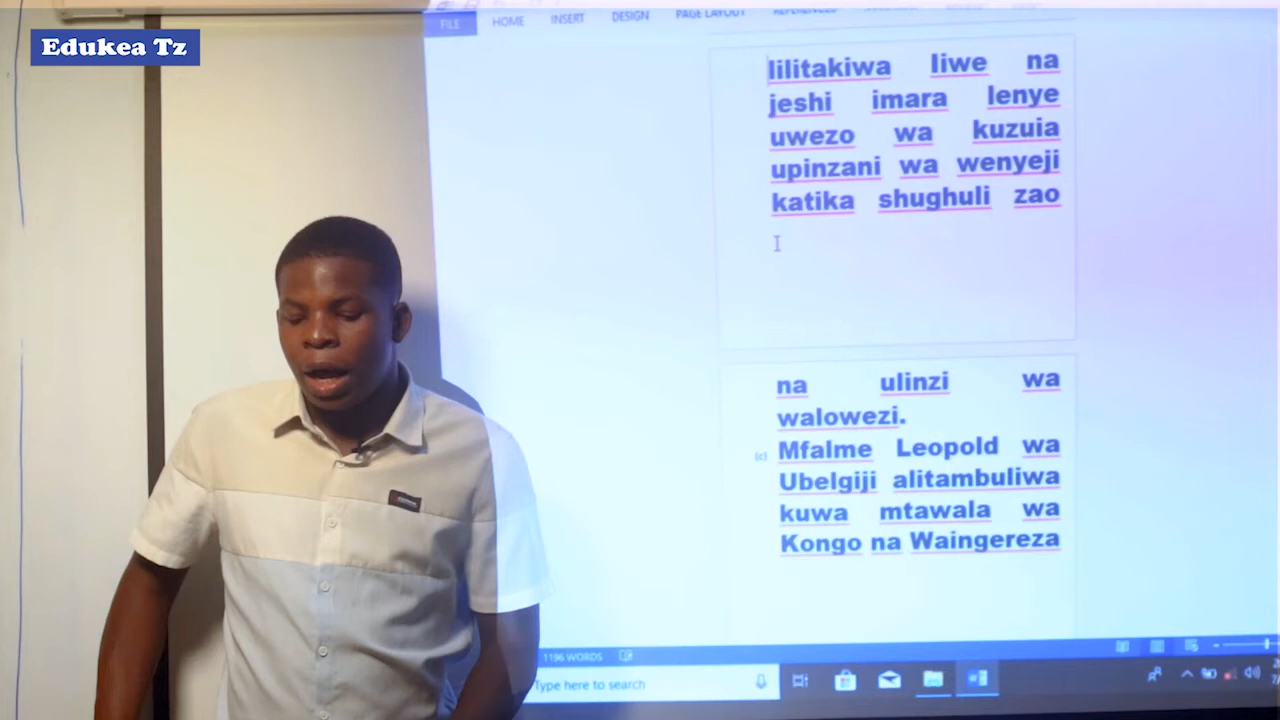 Edukea Tz
FILE HOME INSERT DESIGN PAGE LAYOUT REFERENCES
lilitakiwa liwe na
jeshi imara lenye
uwezo wa kuzuia
upinzani wa wenyeji
katika shughuli zao
na ulinzi wa
walowezi.
(c) Mfalme Leopold wa
Ubelgiji alitambuliwa
kuwa mtawala wa
Kongo na Waingereza
1196 WORDS
Type here to search